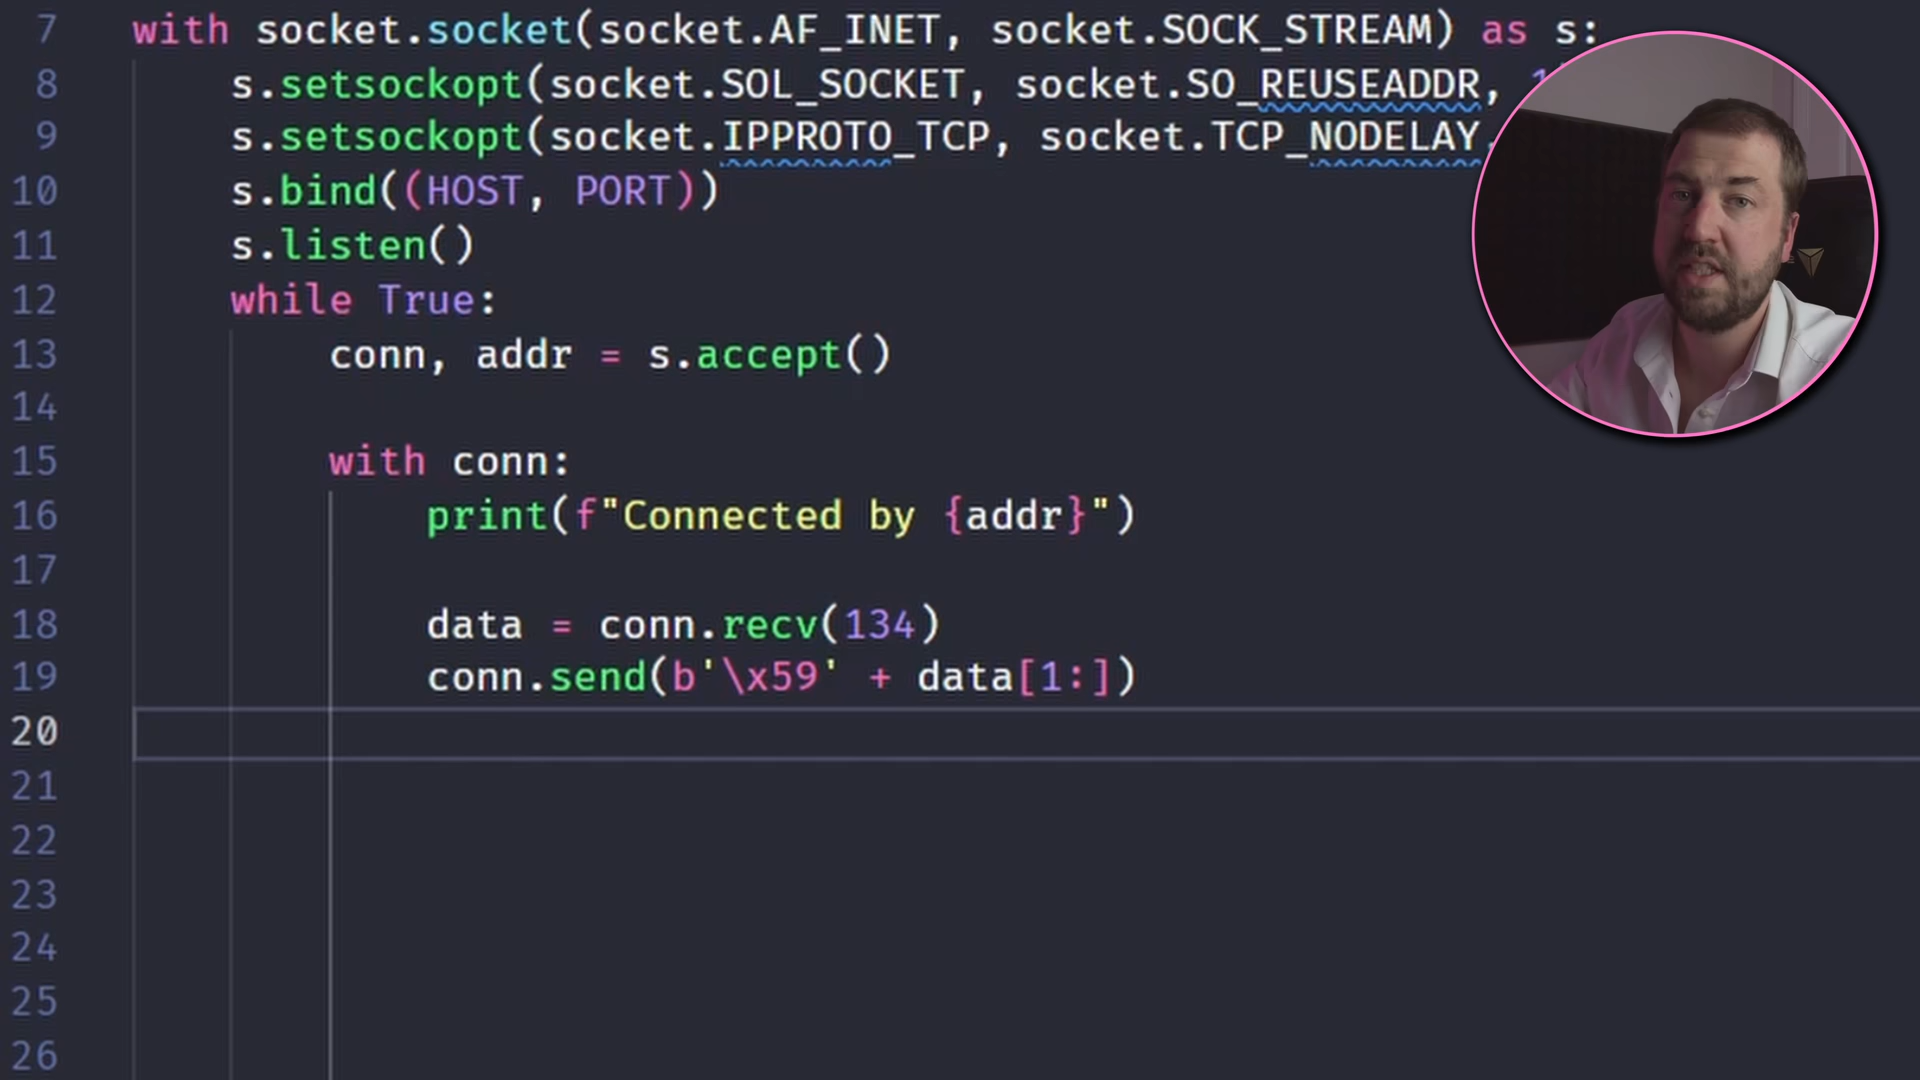 7 with socket.socket(socket.AF_INET, socket.SOCK_STREAM) as s:
8 s.setsockopt(socket.SOL_SOCKET, socket.SO_REUSEADDR, 1
9 s.setsockopt(socket.IPPROTO_TCP, socket.TCP_NODELAY,
10 s.bind((HOST, PORT))
11 s.listen()
12 while True:
13 conn, addr = s.accept()
14
15 with conn:
16 print(f"Connected by {addr}")
17
18 data = conn.recv(134)
19 conn.send(b'\x59' + data[1:])
20
21
22
23
24
25
26